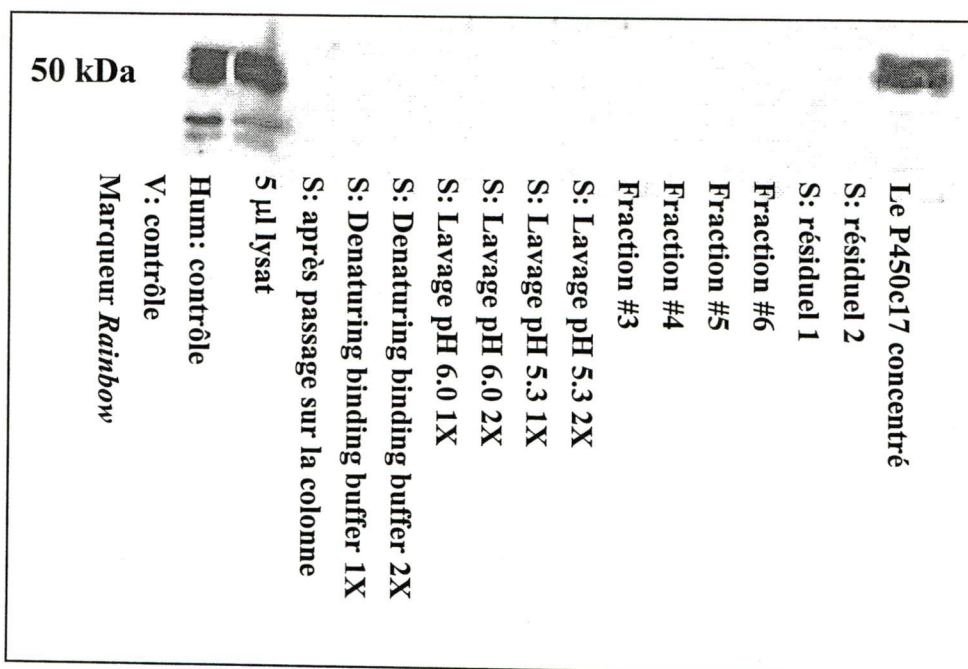 50 kDa
Marqueur Rainbow
V: contrôle
Hum: contrôle
5 µl lysat
S: après passage sur la colonne
S: Denaturing binding buffer 1X
S: Denaturing binding buffer 2X
S: Lavage pH 6.0 1X
S: Lavage pH 6.0 2X
S: Lavage pH 5.3 1X
S: Lavage pH 5.3 2X
Fraction #3
Fraction #4
Fraction #5
Fraction #6
S: résiduel 1
S: résiduel 2
Le P450c17 concentré